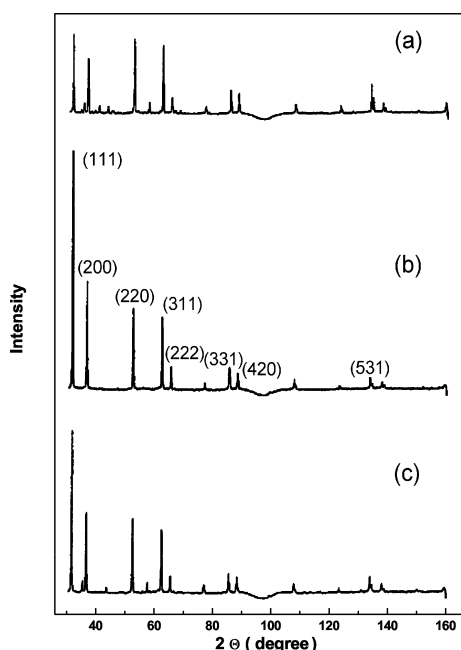 (a)
(111)
(b)
(200)
(220)
(311)
(222)
(331)
(420)
(531)
(c)
Intensity
40 60 80 100 120 140 160
2 Θ ( degree)